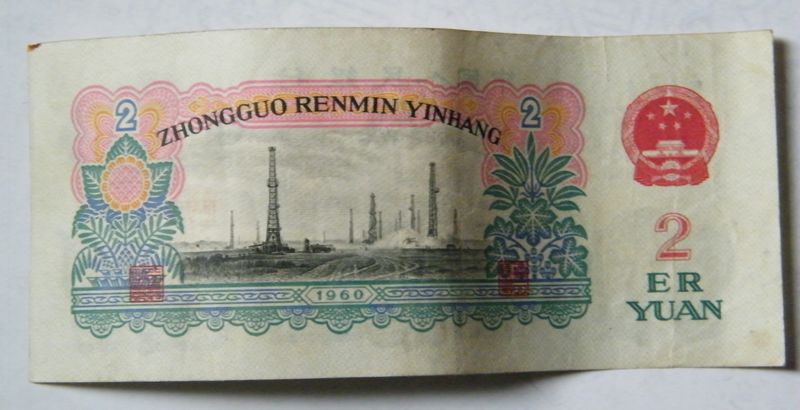 2
2
ZHONGGUO RENMIN YINHANG
1960
2
ER
YUAN